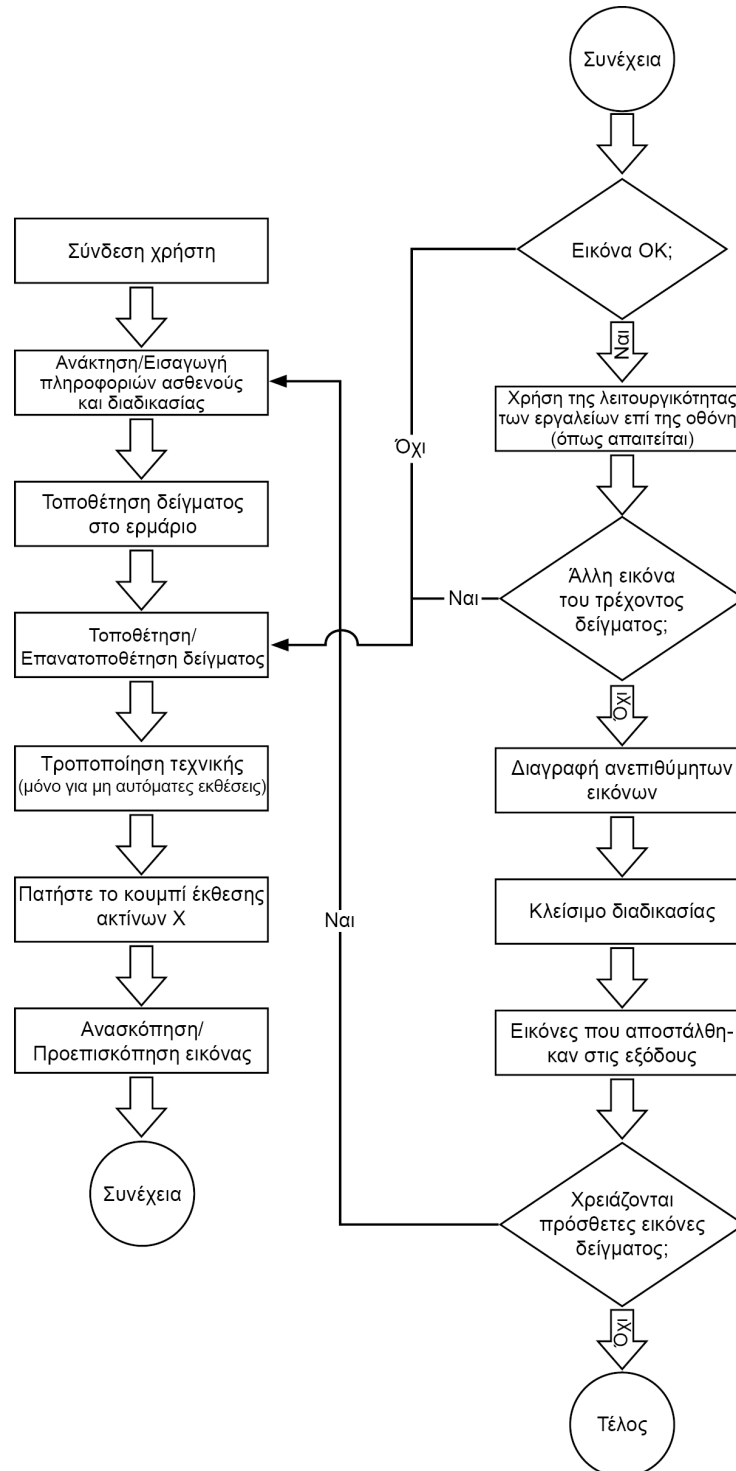 Σύνδεση χρήστη
Ανάκτηση/Εισαγωγή
πληροφοριών ασθενούς
και διαδικασίας
Τοποθέτηση δείγματος
στο ερμάριο
Τοποθέτηση/
Επανατοποθέτηση δείγματος
Τροποποίηση τεχνικής
(μόνο για μη αυτόματες εκθέσεις)
Πατήστε το κουμπί έκθεσης
ακτίνων Χ
Ανασκόπηση/
Προεπισκόπηση εικόνας
Συνέχεια
Συνέχεια
Εικόνα OK;
Όχι
Ναι
Χρήση της λειτουργικότητας
των εργαλείων επί της οθόνη
(όπως απαιτείται)
Άλλη εικόνα
του τρέχοντος
δείγματος;
Ναι
Όχι
Διαγραφή ανεπιθύμητων
εικόνων
Κλείσιμο διαδικασίας
Εικόνες που αποστάλθη-
καν στις εξόδους
Χρειάζονται
πρόσθετες εικόνες
δείγματος;
Ναι
Όχι
Τέλος